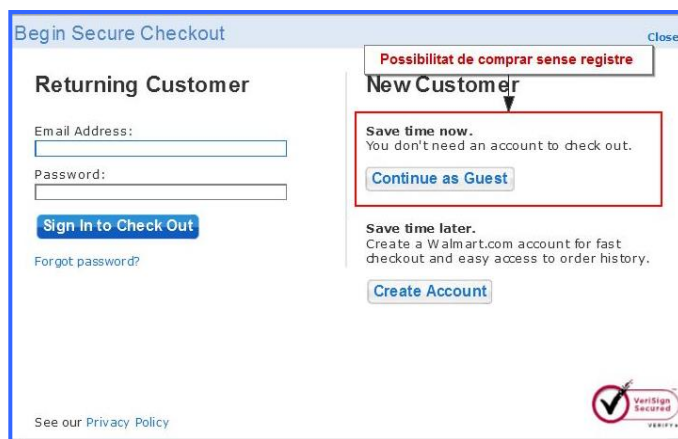 Begin Secure Checkout
Close
Possibilitat de comprar sense registre
Returning Customer
Email Address:
Password:
Sign In to Check Out
Forgot password?
New Customer
Save time now.
You don't need an account to check out.
Continue as Guest
Save time later.
Create a Walmart.com account for fast
checkout and easy access to order history.
Create Account
See our Privacy Policy
VeriSign
Secured